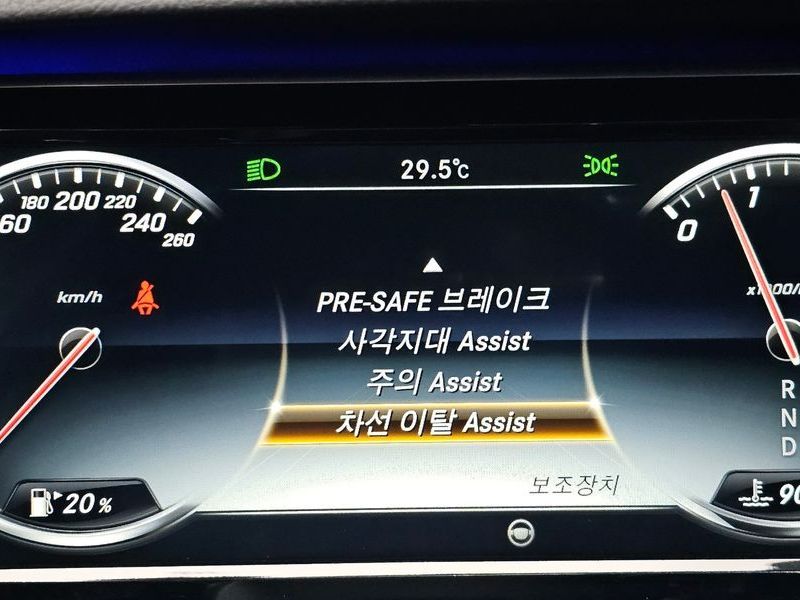 29.5°c
180 200 220
60 240
260
0 1
km/h
PRE-SAFE 브레이크
사각지대 Assist
주의 Assist
차선 이탈 Assist
R
N
D
보조장치
20 %